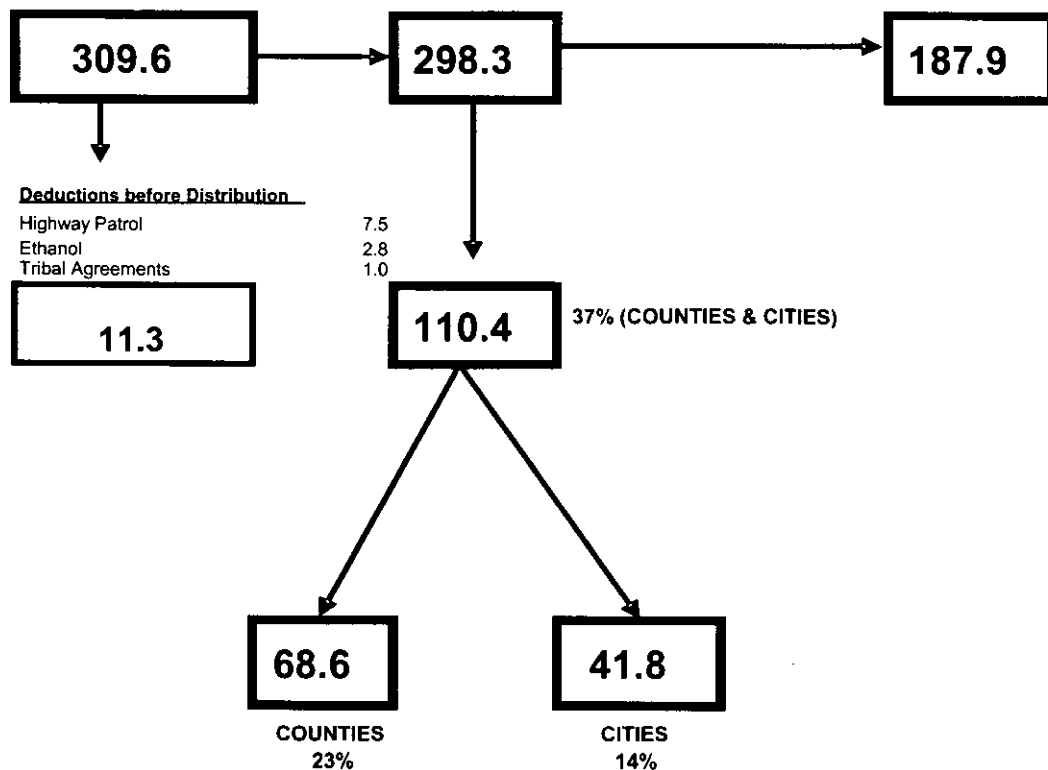 309.6
298.3
187.9
Deductions before Distribution
Highway Patrol 7.5
Ethanol 2.8
Tribal Agreements 1.0
11.3
110.4
37% (COUNTIES & CITIES)
68.6
41.8
COUNTIES
23%
CITIES
14%